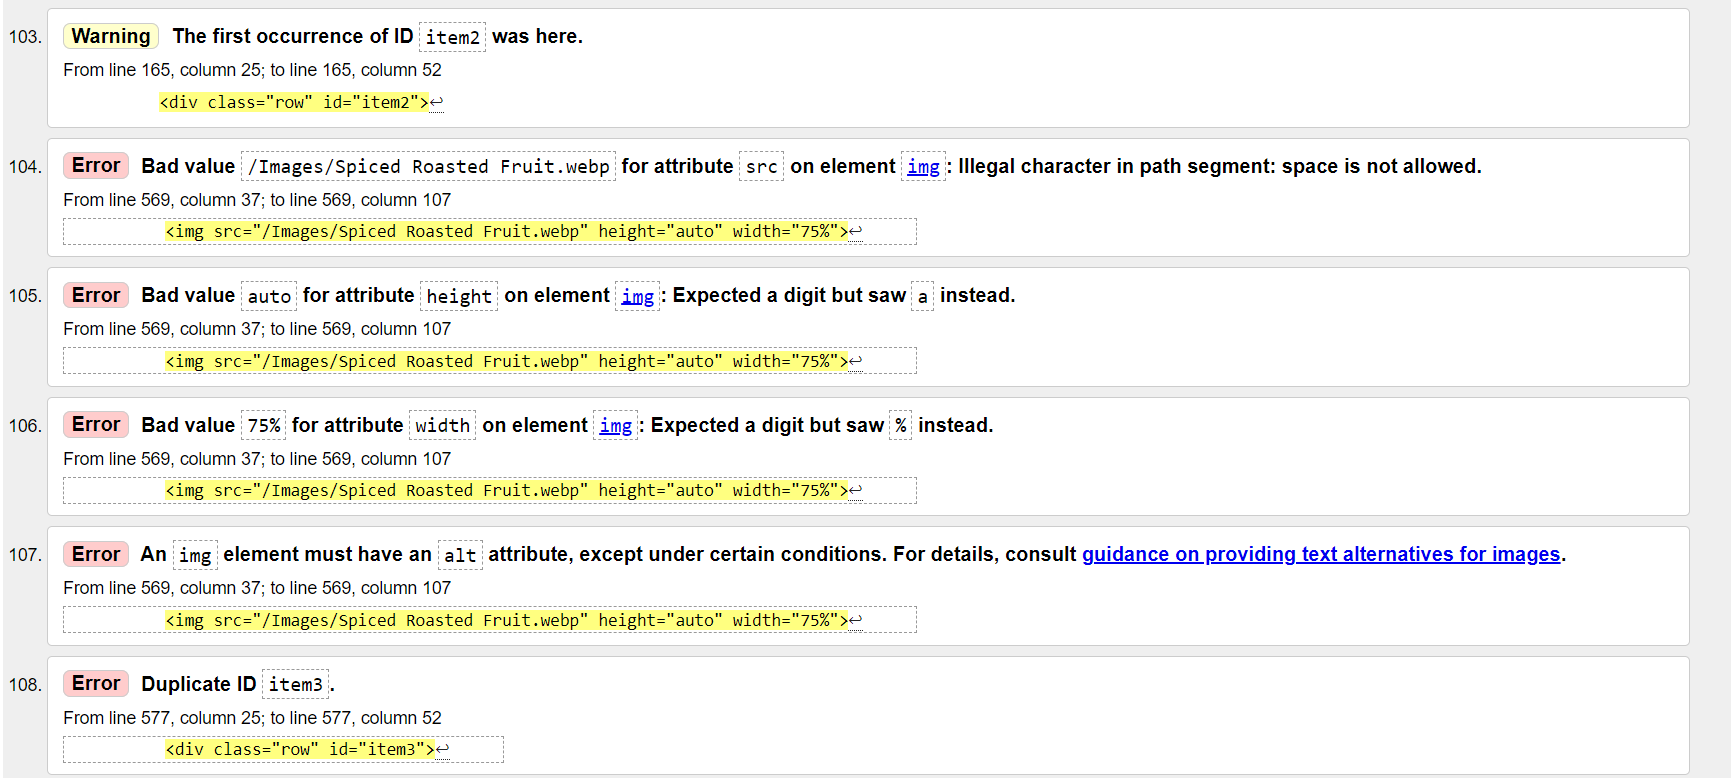 103. Warning The first occurrence of ID item2 was here.
From line 165, column 25; to line 165, column 52
<div class="row" id="item2">↩
104. Error Bad value /Images/Spiced Roasted Fruit.webp for attribute src on element img: Illegal character in path segment: space is not allowed.
From line 569, column 37; to line 569, column 107
<img src="/Images/Spiced Roasted Fruit.webp" height="auto" width="75%">↩
105. Error Bad value auto for attribute height on element img: Expected a digit but saw a instead.
From line 569, column 37; to line 569, column 107
<img src="/Images/Spiced Roasted Fruit.webp" height="auto" width="75%">↩
106. Error Bad value 75% for attribute width on element img: Expected a digit but saw % instead.
From line 569, column 37; to line 569, column 107
<img src="/Images/Spiced Roasted Fruit.webp" height="auto" width="75%">↩
107. Error An img element must have an alt attribute, except under certain conditions. For details, consult guidance on providing text alternatives for images.
From line 569, column 37; to line 569, column 107
<img src="/Images/Spiced Roasted Fruit.webp" height="auto" width="75%">↩
108. Error Duplicate ID item3.
From line 577, column 25; to line 577, column 52
<div class="row" id="item3">↩